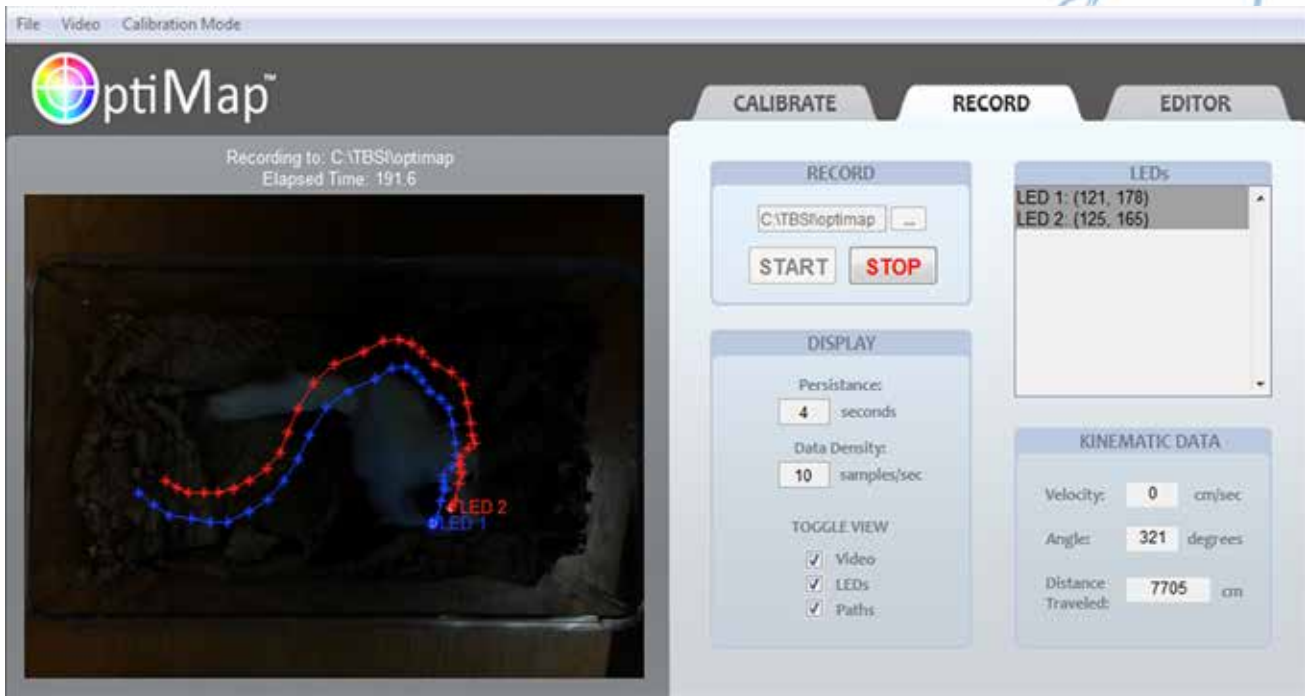 File Video Calibration Mode
OptiMap™
CALIBRATE RECORD EDITOR
Recording to: C:\TBSI\optimap
Elapsed Time: 191.6
LED 2
LED 1
RECORD
C:\TBSI\optimap ...
START STOP
DISPLAY
Persistance:
4 seconds
Data Density:
10 samples/sec
TOGGLE VIEW
Video
LEDs
Paths
LEDs
LED 1: (121, 178)
LED 2: (125, 165)
KINEMATIC DATA
Velocity: 0 cm/sec
Angle: 321 degrees
Distance
Traveled: 7705 cm